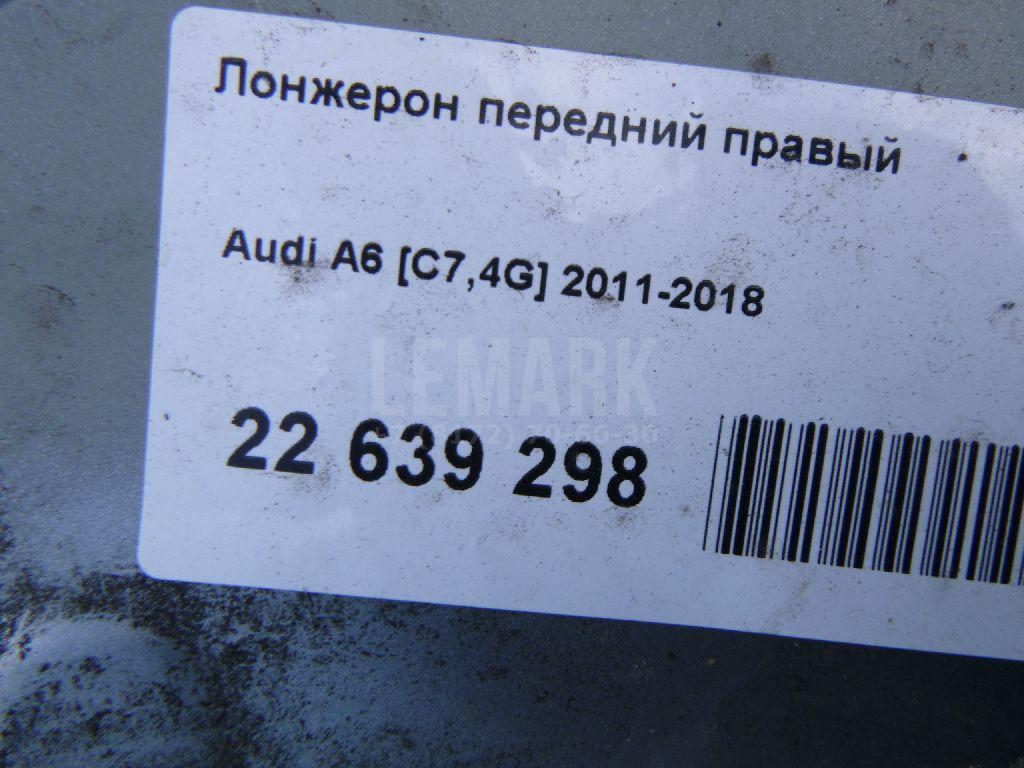 Лонжерон передний правый
Audi A6 [C7,4G] 2011-2018
LEMARK
22 639 298